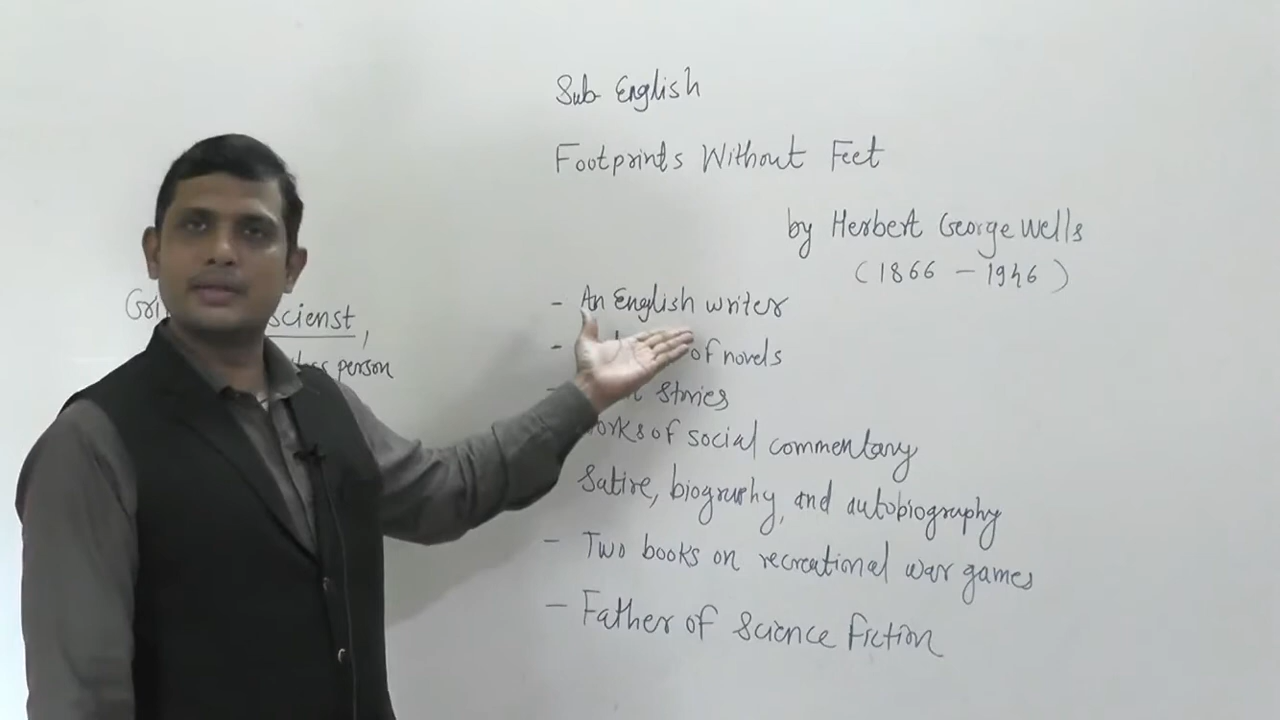 Sub English
Footprints Without Feet
by Herbert George Wells
(1866 - 1946)
- An English writer
- of novels
- Stories
works of social commentary
Satire, biography, and autobiography
- Two books on recreational war games
- Father of Science Fiction
Scienst,
person